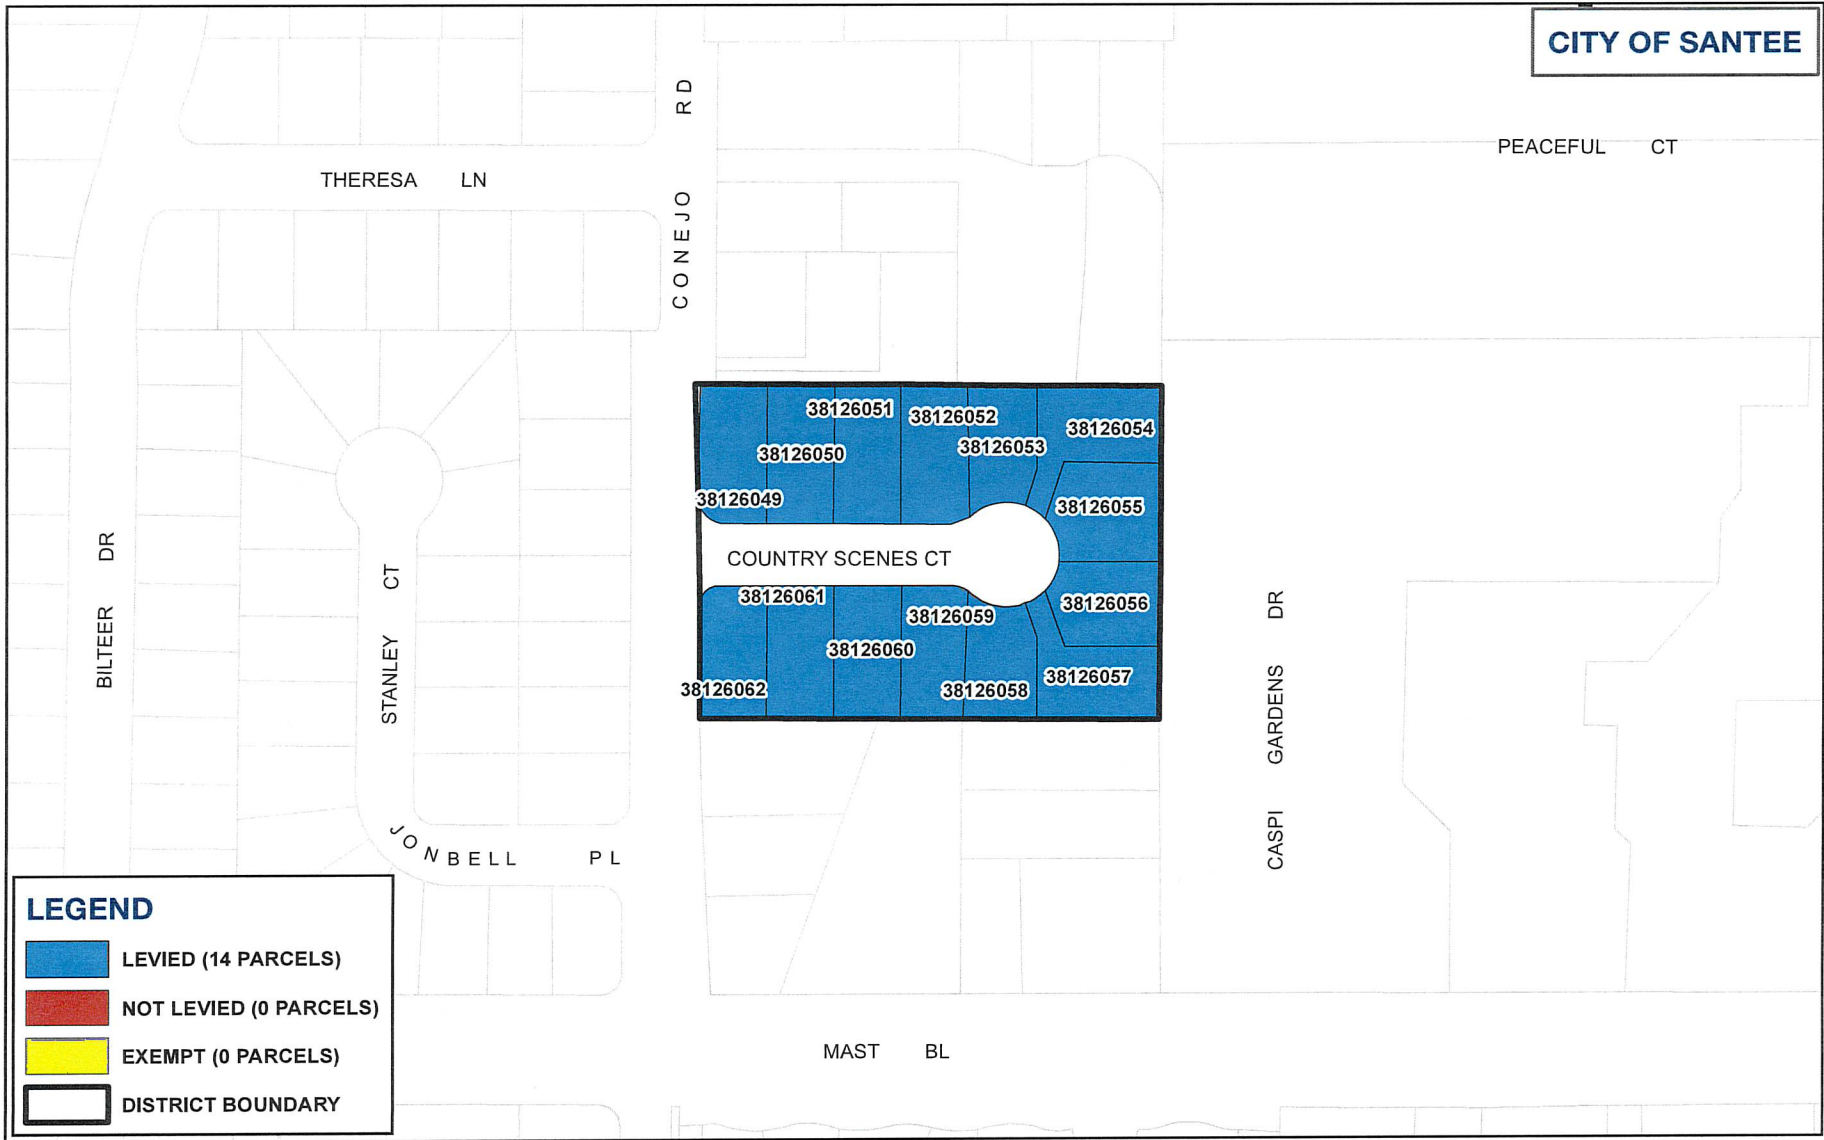 CITY OF SANTEE
PEACEFUL CT
THERESA LN
CONEJO RD
38126051
38126052
38126053
38126054
38126050
38126049
38126055
COUNTRY SCENES CT
38126061
38126059
38126056
38126060
38126062
38126058
38126057
BILTEER DR
STANLEY CT
CASPI GARDENS DR
JONBELL PL
LEGEND
LEVIED (14 PARCELS)
NOT LEVIED (0 PARCELS)
EXEMPT (0 PARCELS)
DISTRICT BOUNDARY
MAST BL